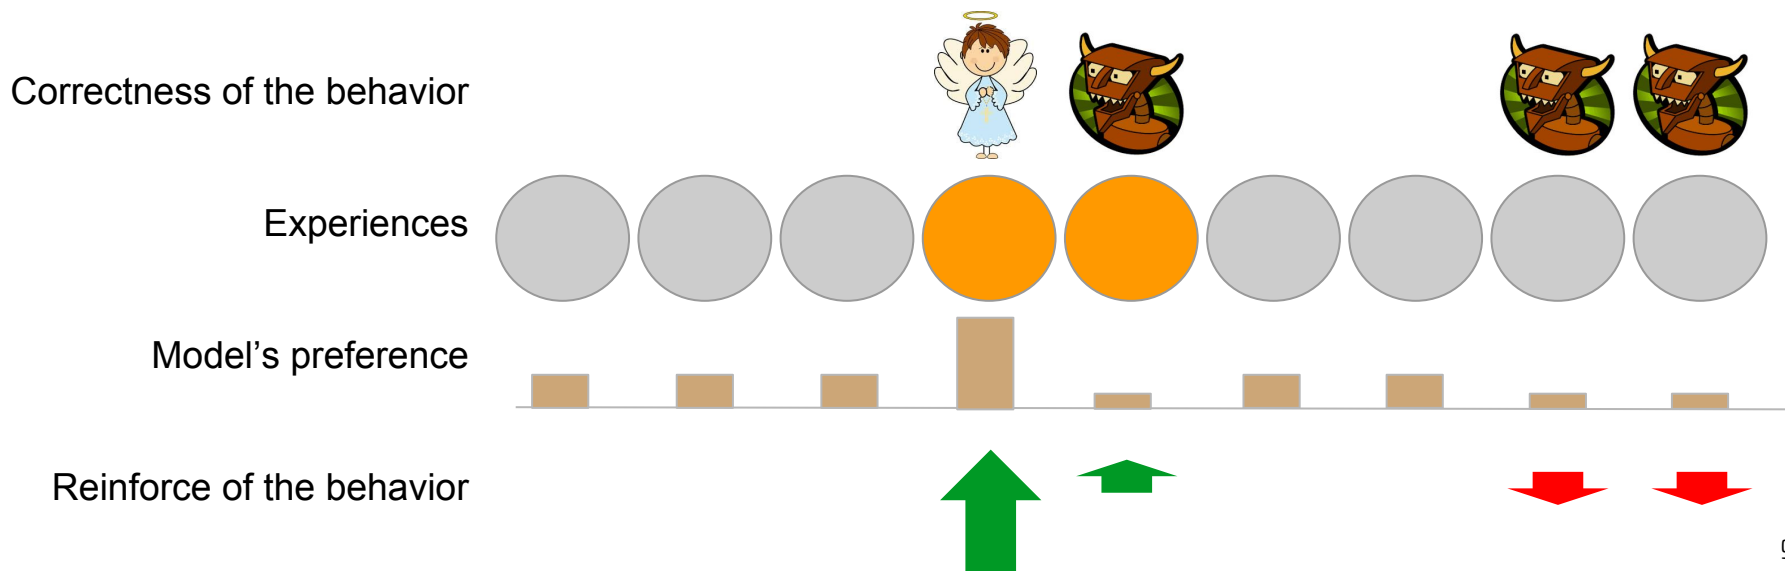 Correctness of the behavior
Experiences
Model's preference
Reinforce of the behavior